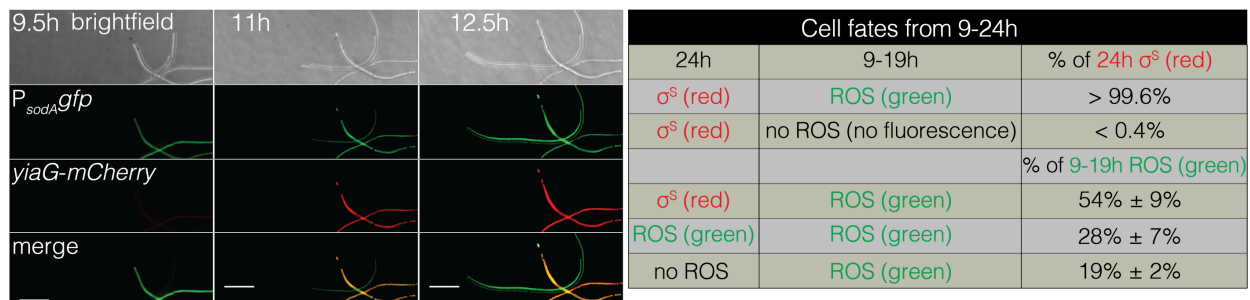 9.5h brightfield
11h
12.5h
PsodAgfp
yiaG-mCherry
merge
Cell fates from 9-24h
24h 9-19h % of 24h σS (red)
σS (red) ROS (green) > 99.6%
σS (red) no ROS (no fluorescence) < 0.4%
% of 9-19h ROS (green)
σS (red) ROS (green) 54% ± 9%
ROS (green) ROS (green) 28% ± 7%
no ROS ROS (green) 19% ± 2%